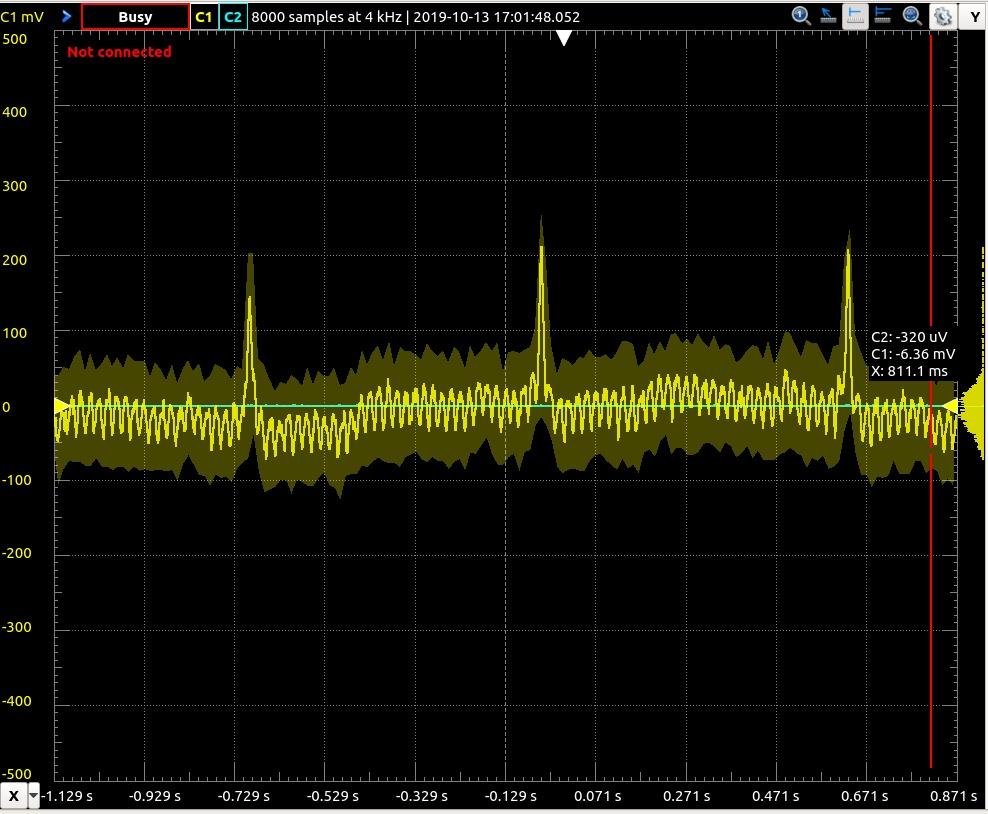 C1 mV Busy C1 C2 8000 samples at 4 kHz | 2019-10-13 17:01:48.052 Y
500
Not connected
400
300
200
100
C2: -320 uV
C1: -6.36 mV
X: 811.1 ms
0
-100
-200
-300
-400
-500
X -1.129 s -0.929 s -0.729 s -0.529 s -0.329 s -0.129 s 0.071 s 0.271 s 0.471 s 0.671 s 0.871 s